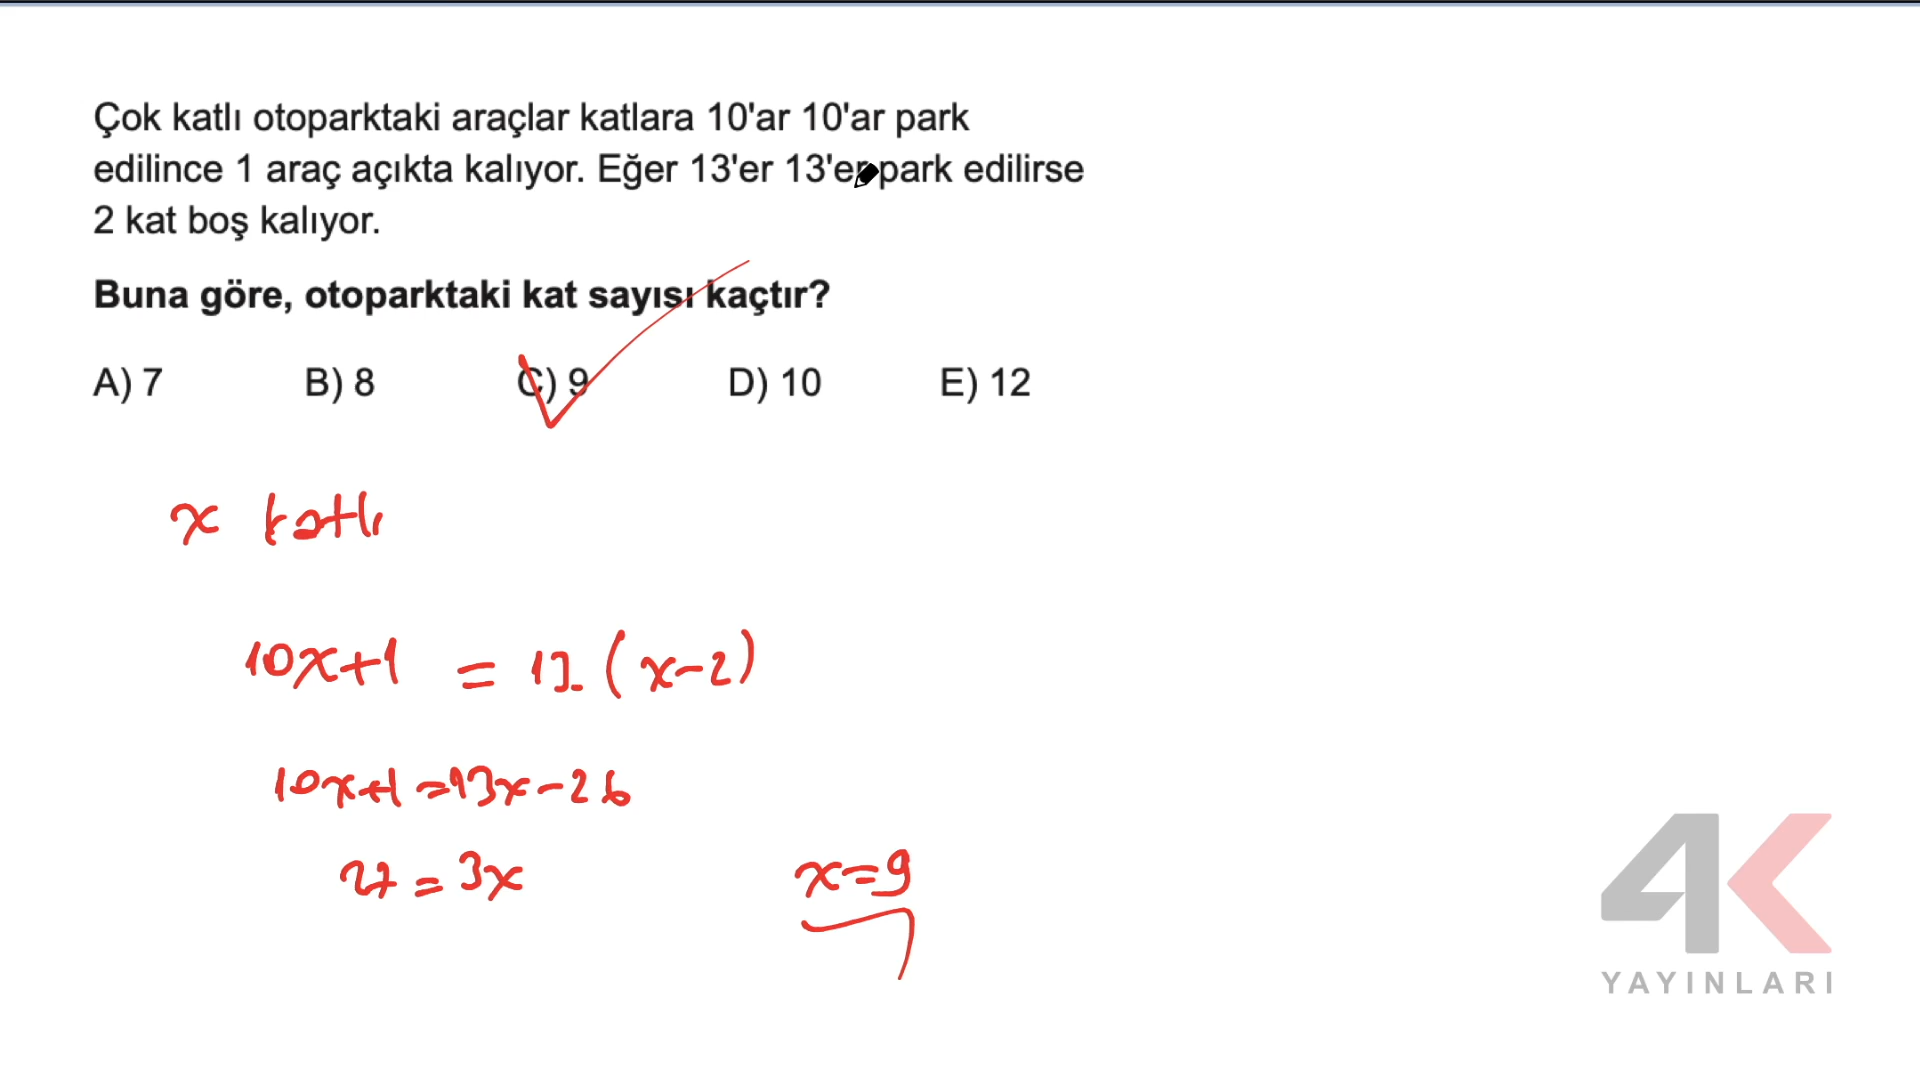 Çok katlı otoparktaki araçlar katlara 10'ar 10'ar park
edilince 1 araç açıkta kalıyor. Eğer 13'er 13'er park edilirse
2 kat boş kalıyor.
Buna göre, otoparktaki kat sayısı kaçtır?
A) 7 B) 8 C) 9 D) 10 E) 12
x katlı
10x+1 = 13 (x-2)
10x+1 = 13x-26
27 = 3x x=9
4K
YAYINLARI